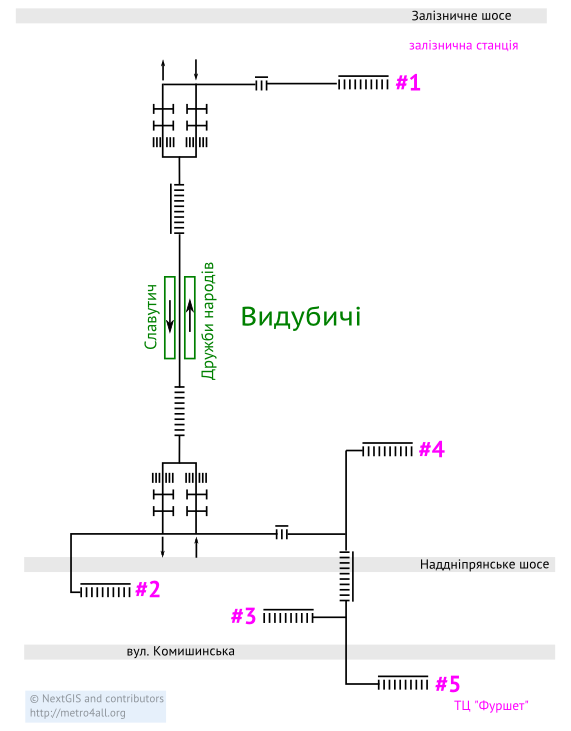 Залізничне шосе
залізнична станція
#1
Славутич
Дружби народів
Видубичі
#4
Наддніпрянське шосе
#2
#3
вул. Комишинська
#5
ТЦ "Фуршет"
© NextGIS and contributors
http://metro4all.org